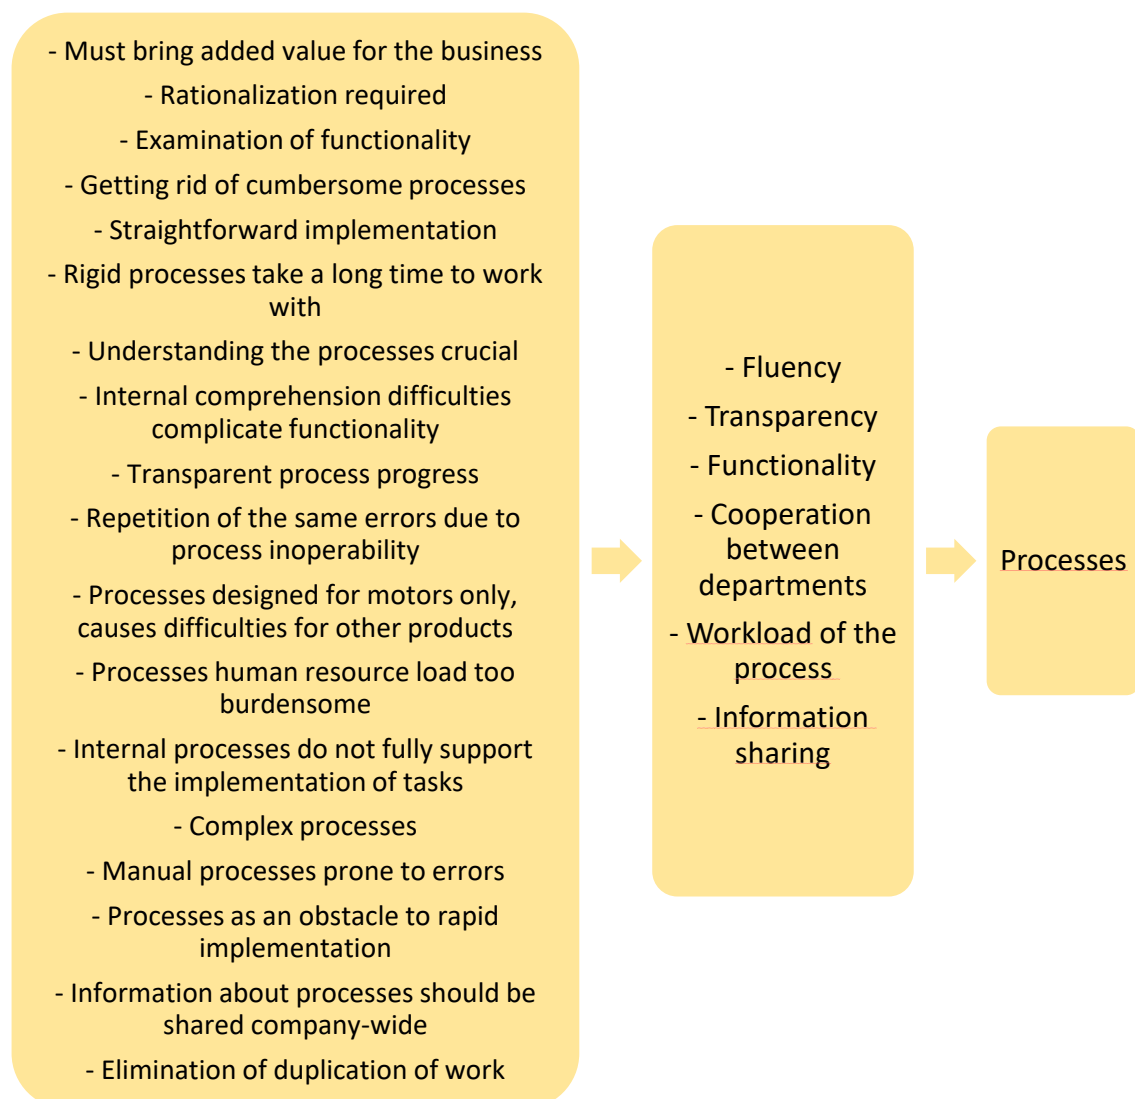 - Must bring added value for the business
- Rationalization required
- Examination of functionality
- Getting rid of cumbersome processes
- Straightforward implementation
- Rigid processes take a long time to work
with
- Understanding the processes crucial
- Internal comprehension difficulties
complicate functionality
- Transparent process progress
- Repetition of the same errors due to
process inoperability
- Processes designed for motors only,
causes difficulties for other products
- Processes human resource load too
burdensome
- Internal processes do not fully support
the implementation of tasks
- Complex processes
- Manual processes prone to errors
- Processes as an obstacle to rapid
implementation
- Information about processes should be
shared company-wide
- Elimination of duplication of work
- Fluency
- Transparency
- Functionality
- Cooperation
between
departments
- Workload of the
process
- Information
sharing
Processes